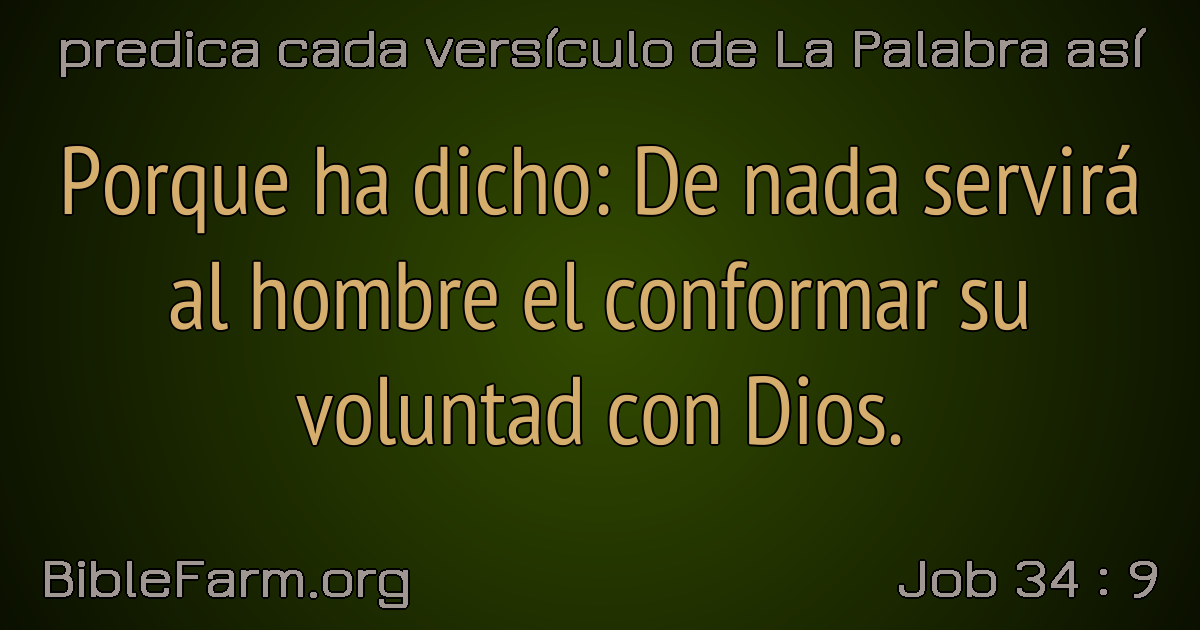 predica cada versículo de La Palabra así
Porque ha dicho: De nada servirá
al hombre el conformar su
voluntad con Dios.
BibleFarm.org
Job 34 : 9